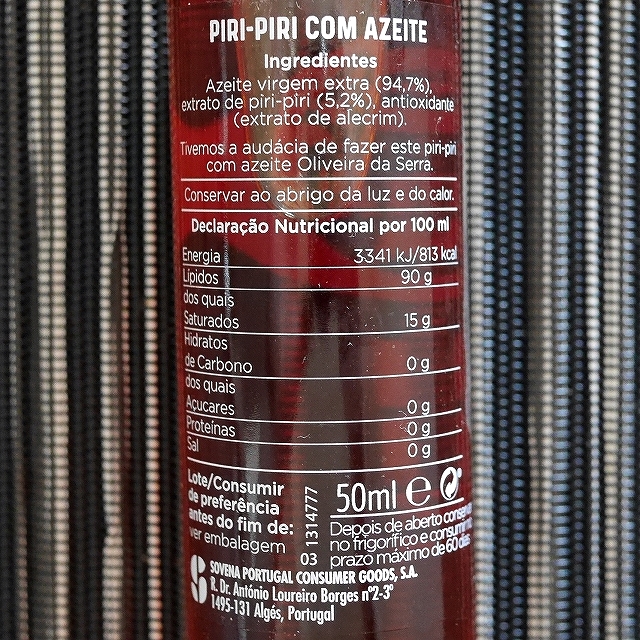 PIRI-PIRI COM AZEITE
Ingredientes
Azeite virgem extra (94,7%),
extrato de piri-piri (5,2%), antioxidante
(extrato de alecrim).
Tivemos a audácia de fazer este piri-piri
com azeite Oliveira da Serra.
Conservar ao abrigo da luz e do calor.
Declaração Nutricional por 100 ml
Energia 3341 kJ/813 kcal
Lípidos 90 g
dos quais
Saturados 15 g
Hidratos
de Carbono 0 g
dos quais
Açucares 0 g
Proteínas 0 g
Sal 0 g
Lote/Consumir
de preferência
antes do fim de:
ver embalagem
03 1314777
50ml e
Depois de aberto conserv
no frigorífico e consumir
prazo máximo de 60 dias
SOVENA PORTUGAL CONSUMER GOODS, S.A.
R. Dr. António Loureiro Borges nº2-3º
1495-131 Algés, Portugal